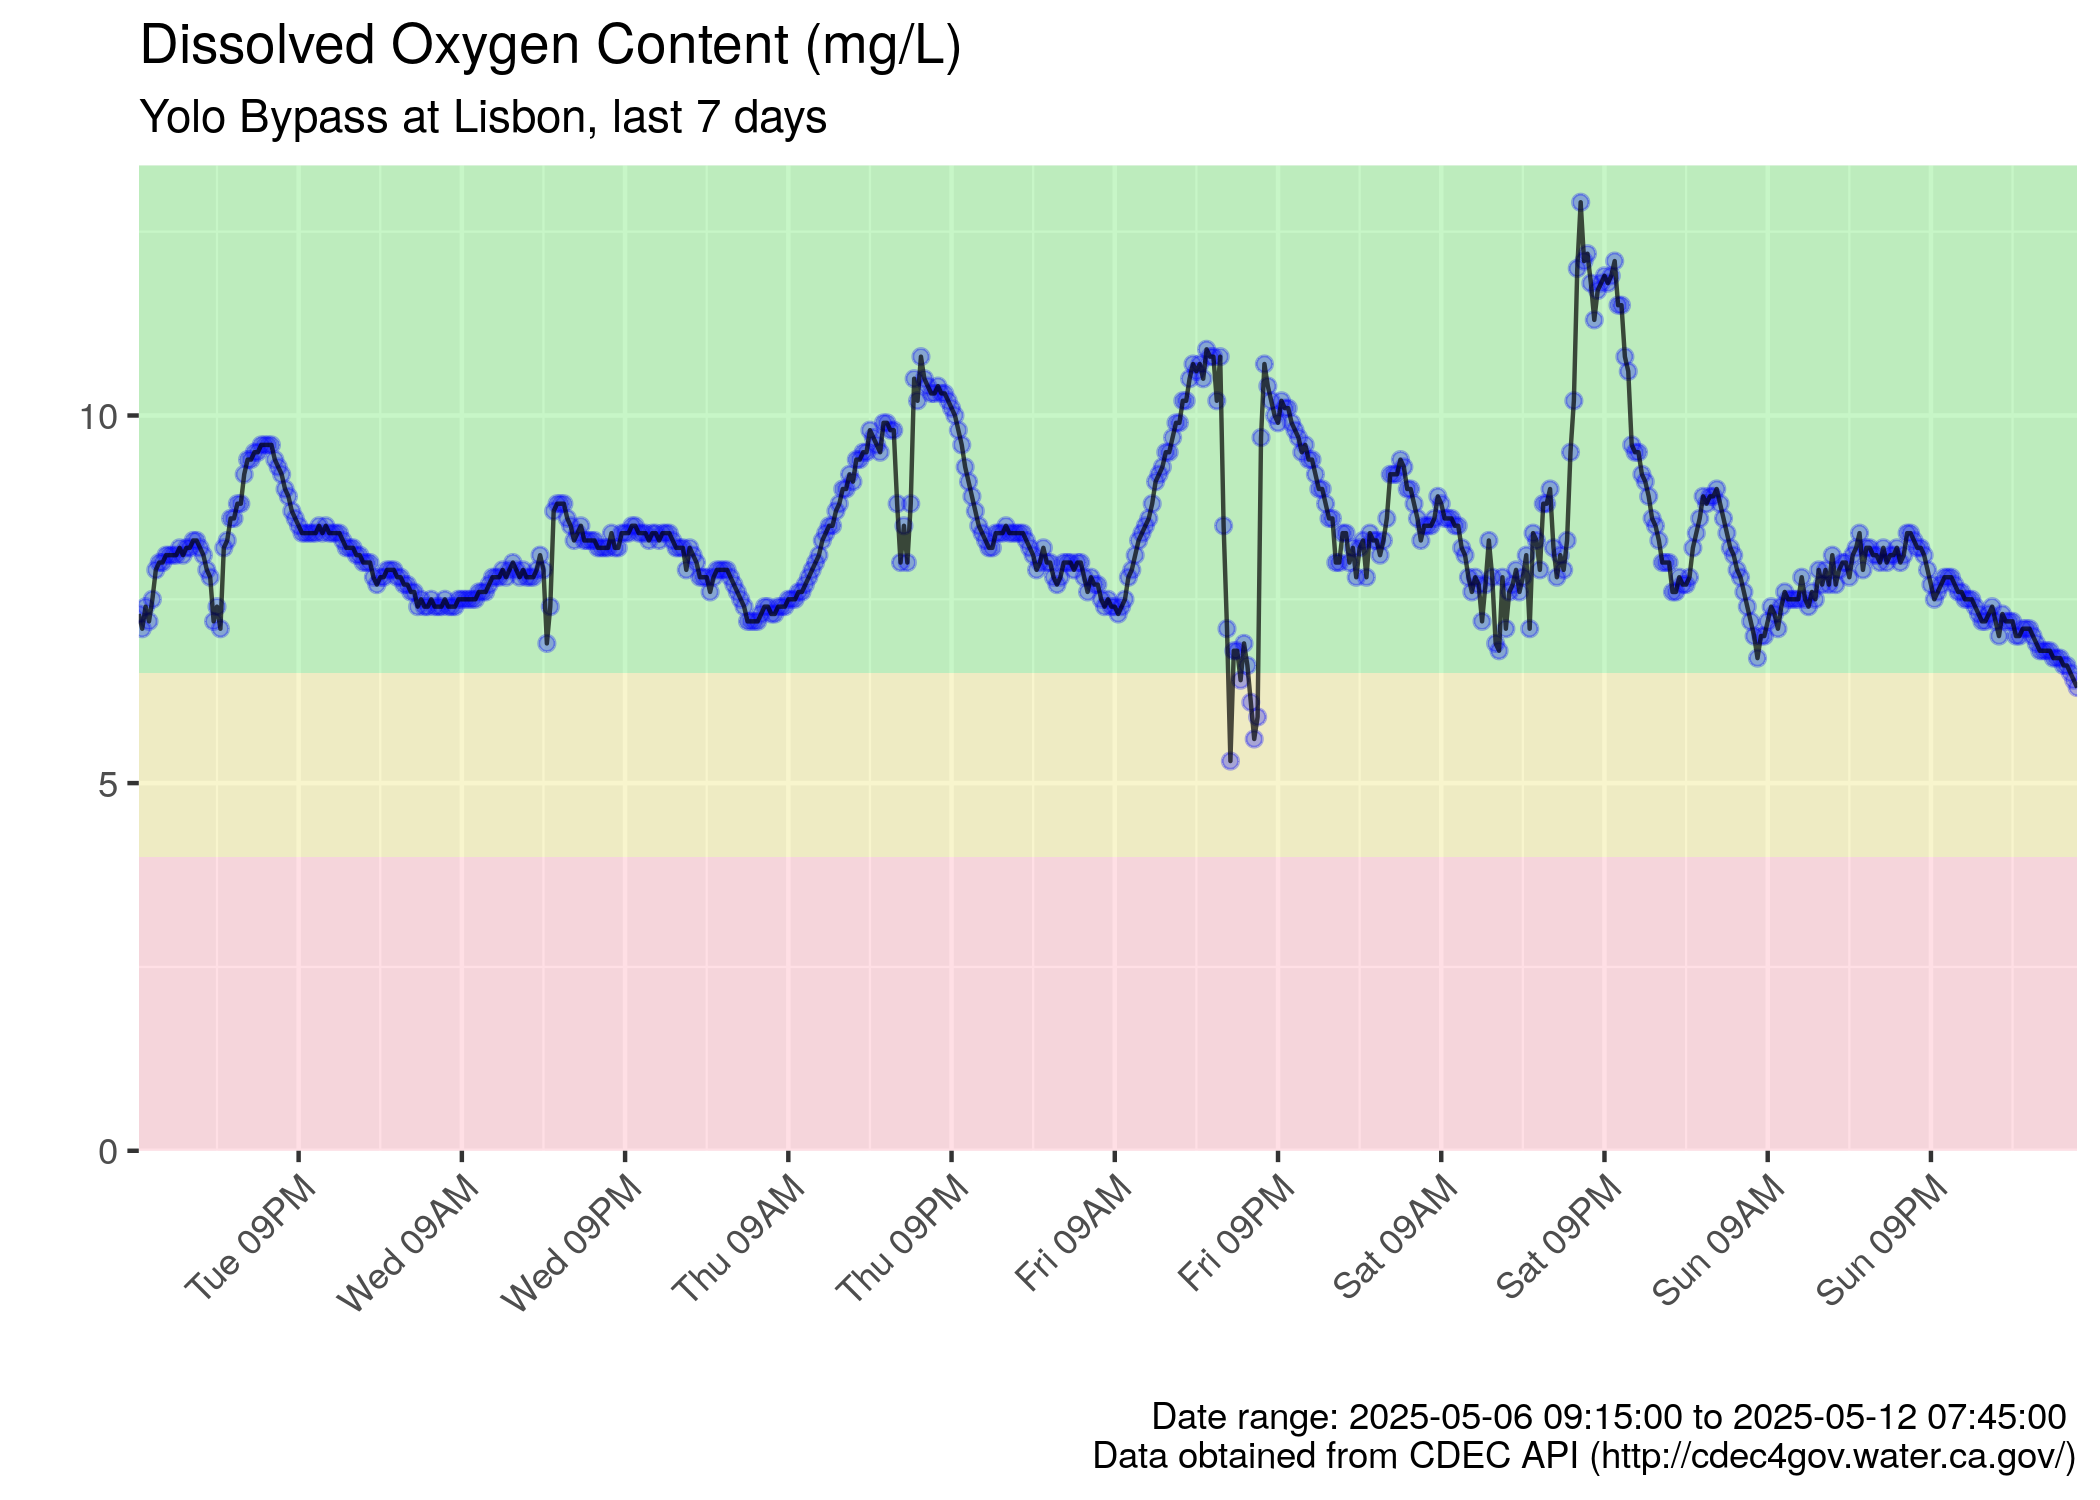 Dissolved Oxygen Content (mg/L)
Yolo Bypass at Lisbon, last 7 days
10
5
0
Tue 09PM
Wed 09AM
Wed 09PM
Thu 09AM
Thu 09PM
Fri 09AM
Fri 09PM
Sat 09AM
Sat 09PM
Sun 09AM
Sun 09PM
Date range: 2025-05-06 09:15:00 to 2025-05-12 07:45:00
Data obtained from CDEC API (http://cdec4gov.water.ca.gov/)